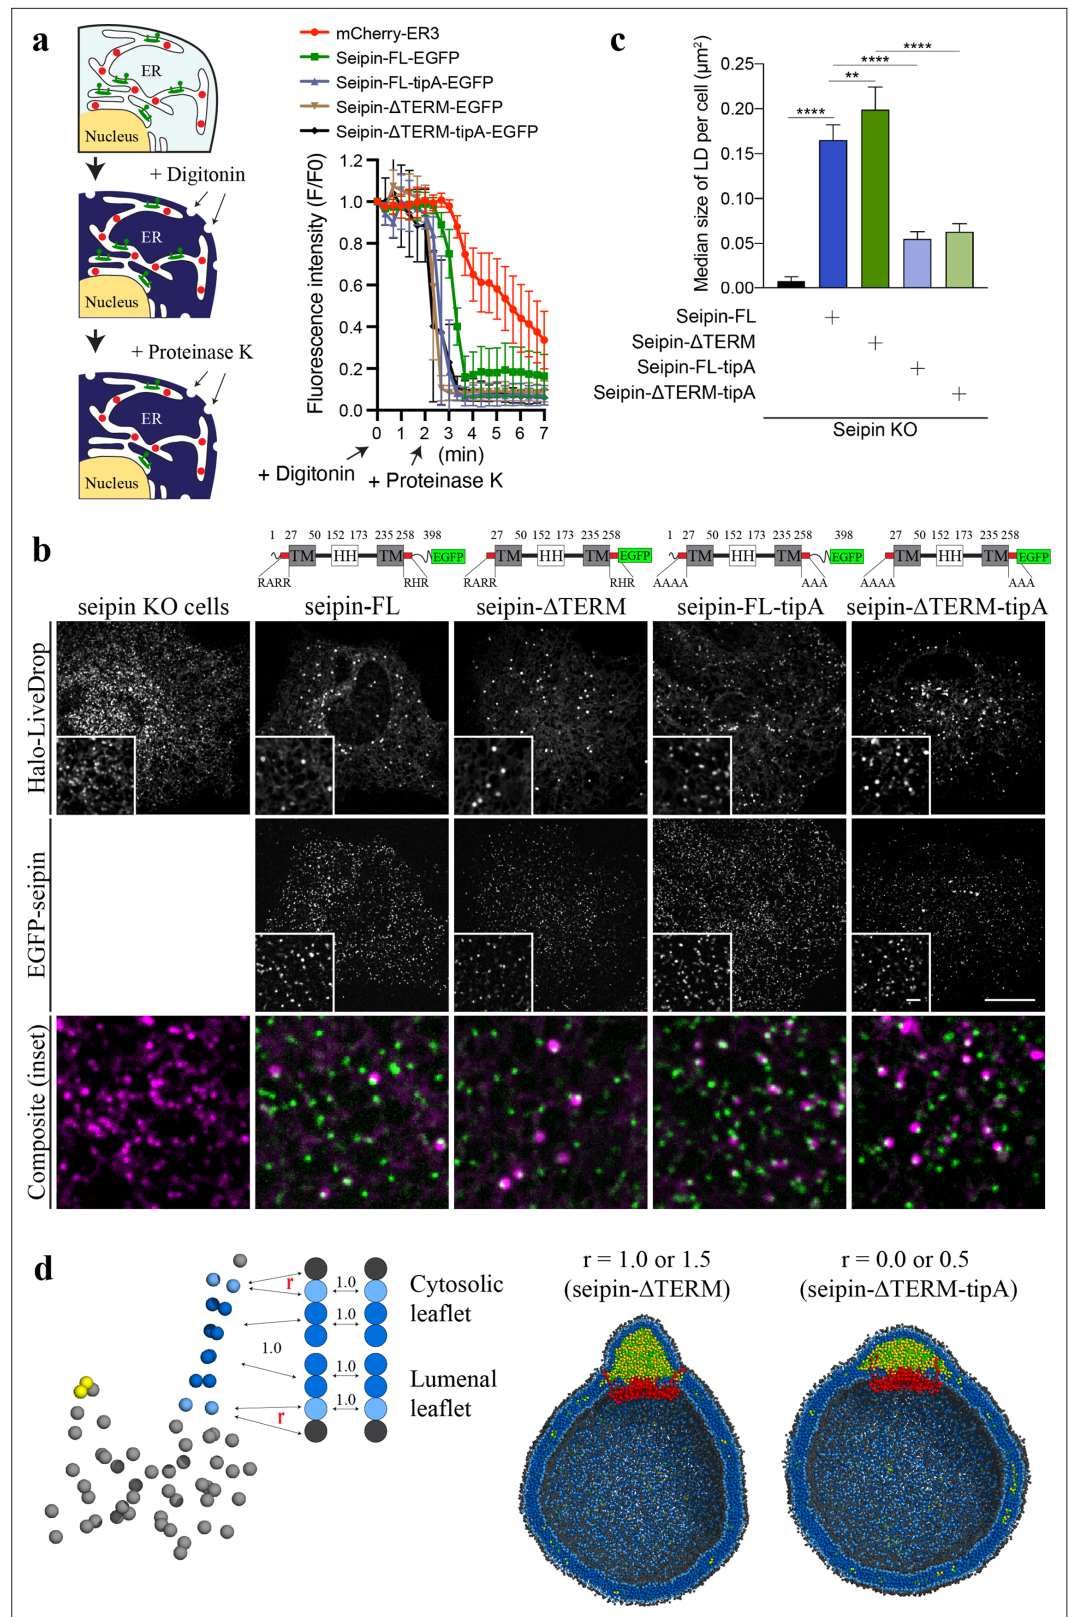 a
ER
Nucleus
+ Digitonin
ER
Nucleus
+ Proteinase K
ER
Nucleus
mCherry-ER3
Seipin-FL-EGFP
Seipin-FL-tipA-EGFP
Seipin-ΔTERM-EGFP
Seipin-ΔTERM-tipA-EGFP
Fluorescence intensity (F/F0)
1.2
1.0
0.8
0.6
0.4
0.2
0.0
0 1 2 3 4 5 6 7
(min)
+ Digitonin
+ Proteinase K
c
Median size of LD per cell (µm²)
0.25
0.20
0.15
0.10
0.05
0.00
**** ** **** ****
Seipin-FL +
Seipin-ΔTERM +
Seipin-FL-tipA +
Seipin-ΔTERM-tipA +
Seipin KO
b
1 27 50 152 173 235 258 398
TM HH TM EGFP
RARR RHR
27 50 152 173 235 258
TM HH TM EGFP
RARR RHR
1 27 50 152 173 235 258 398
TM HH TM EGFP
AAAA AAA
27 50 152 173 235 258
TM HH TM EGFP
AAAA AAA
seipin KO cells
seipin-FL
seipin-ΔTERM
seipin-FL-tipA
seipin-ΔTERM-tipA
Halo-LiveDrop
EGFP-seipin
Composite (inset)
d
r
1.0
1.0
1.0
1.0
1.0
r
Cytosolic
leaflet
Lumenal
leaflet
r = 1.0 or 1.5
(seipin-ΔTERM)
r = 0.0 or 0.5
(seipin-ΔTERM-tipA)